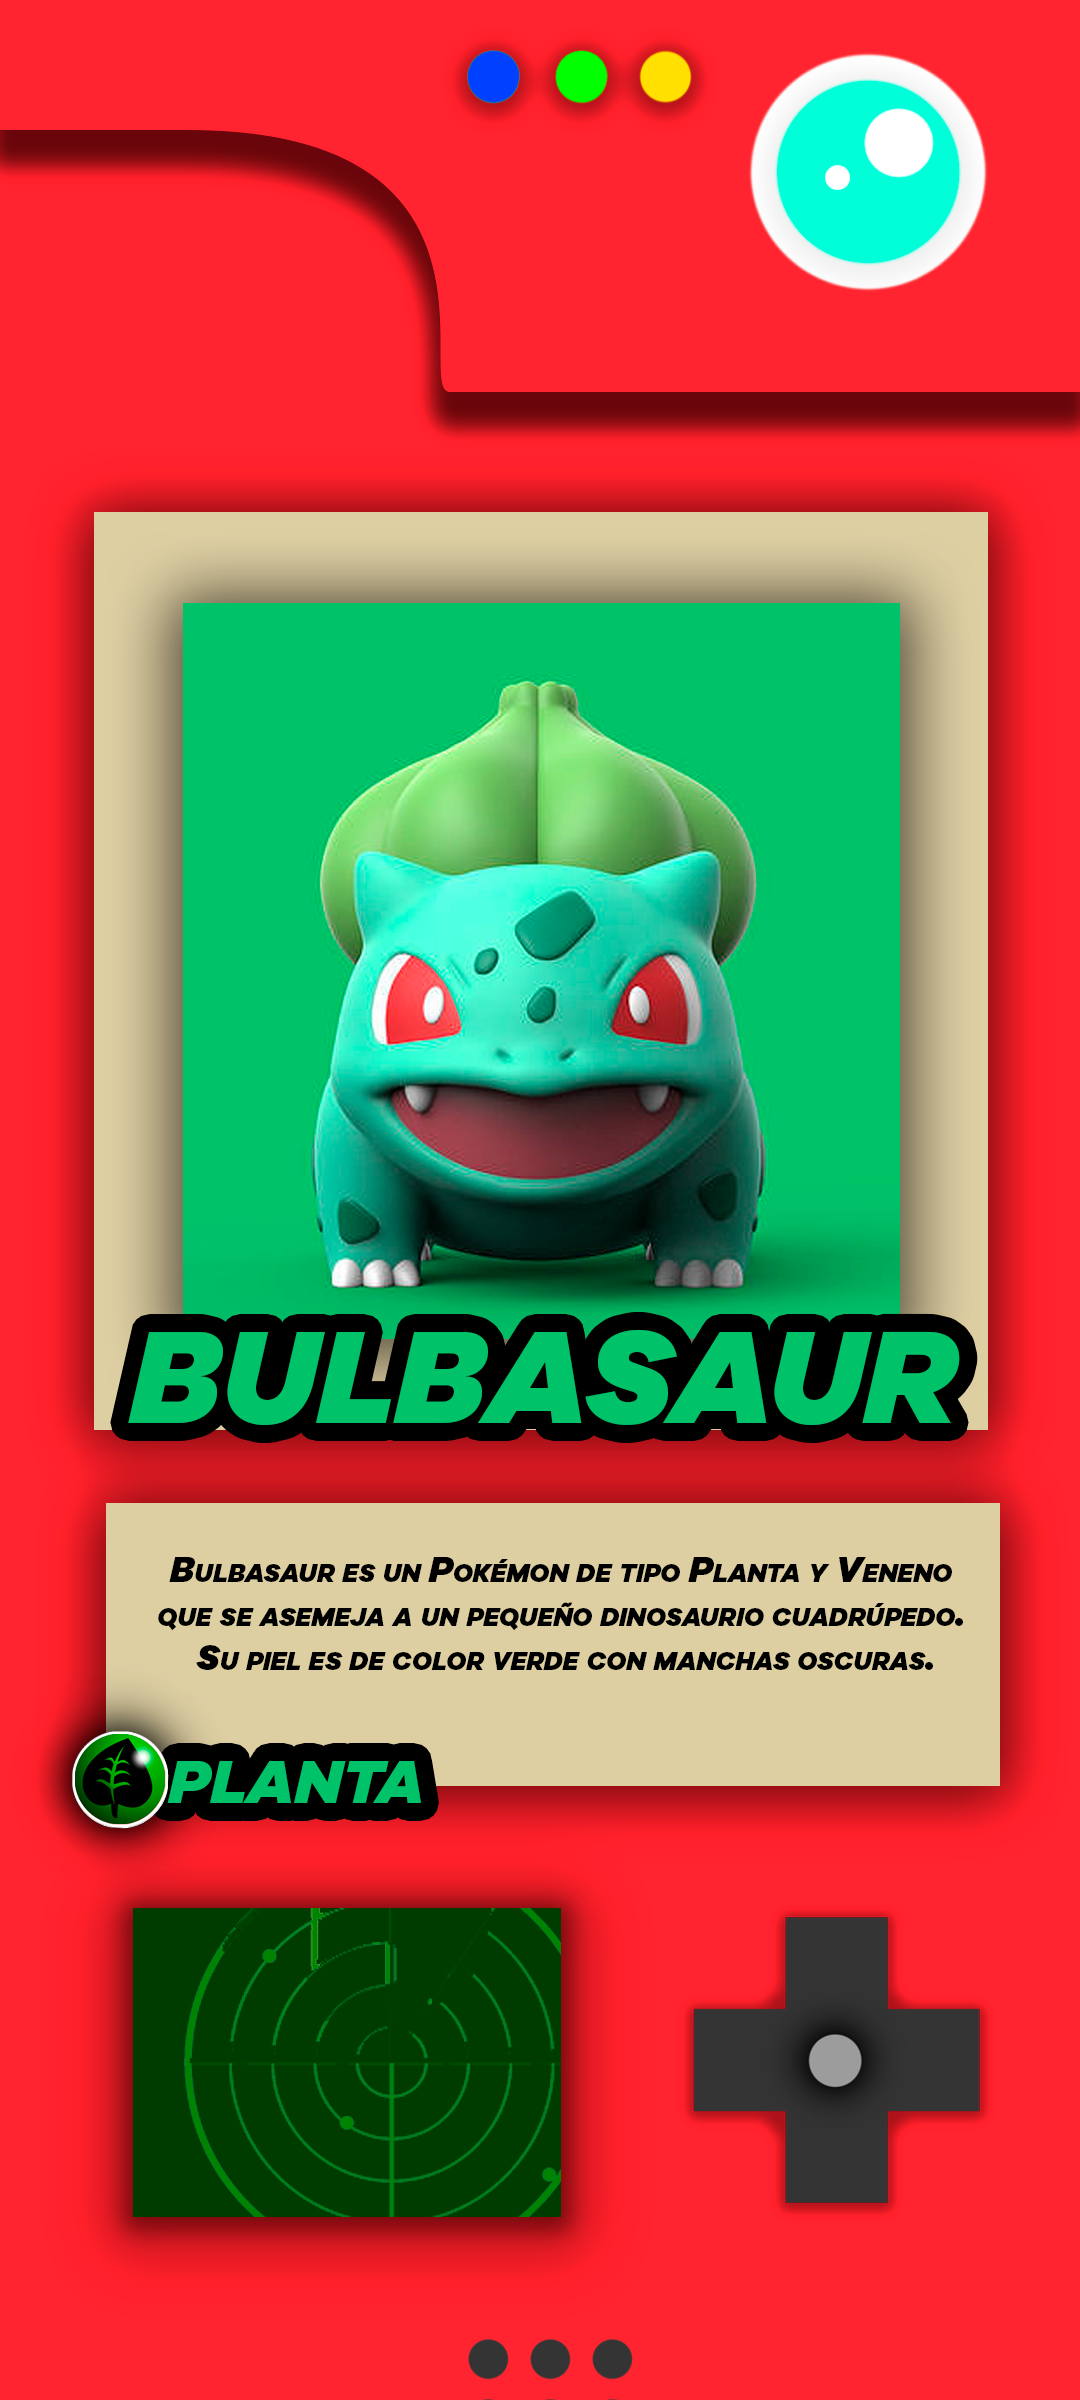 BULBASAUR
Bulbasaur es un Pokémon de tipo Planta y Veneno
que se asemeja a un pequeño dinosaurio cuadrúpedo.
Su piel es de color verde con manchas oscuras.
PLANTA